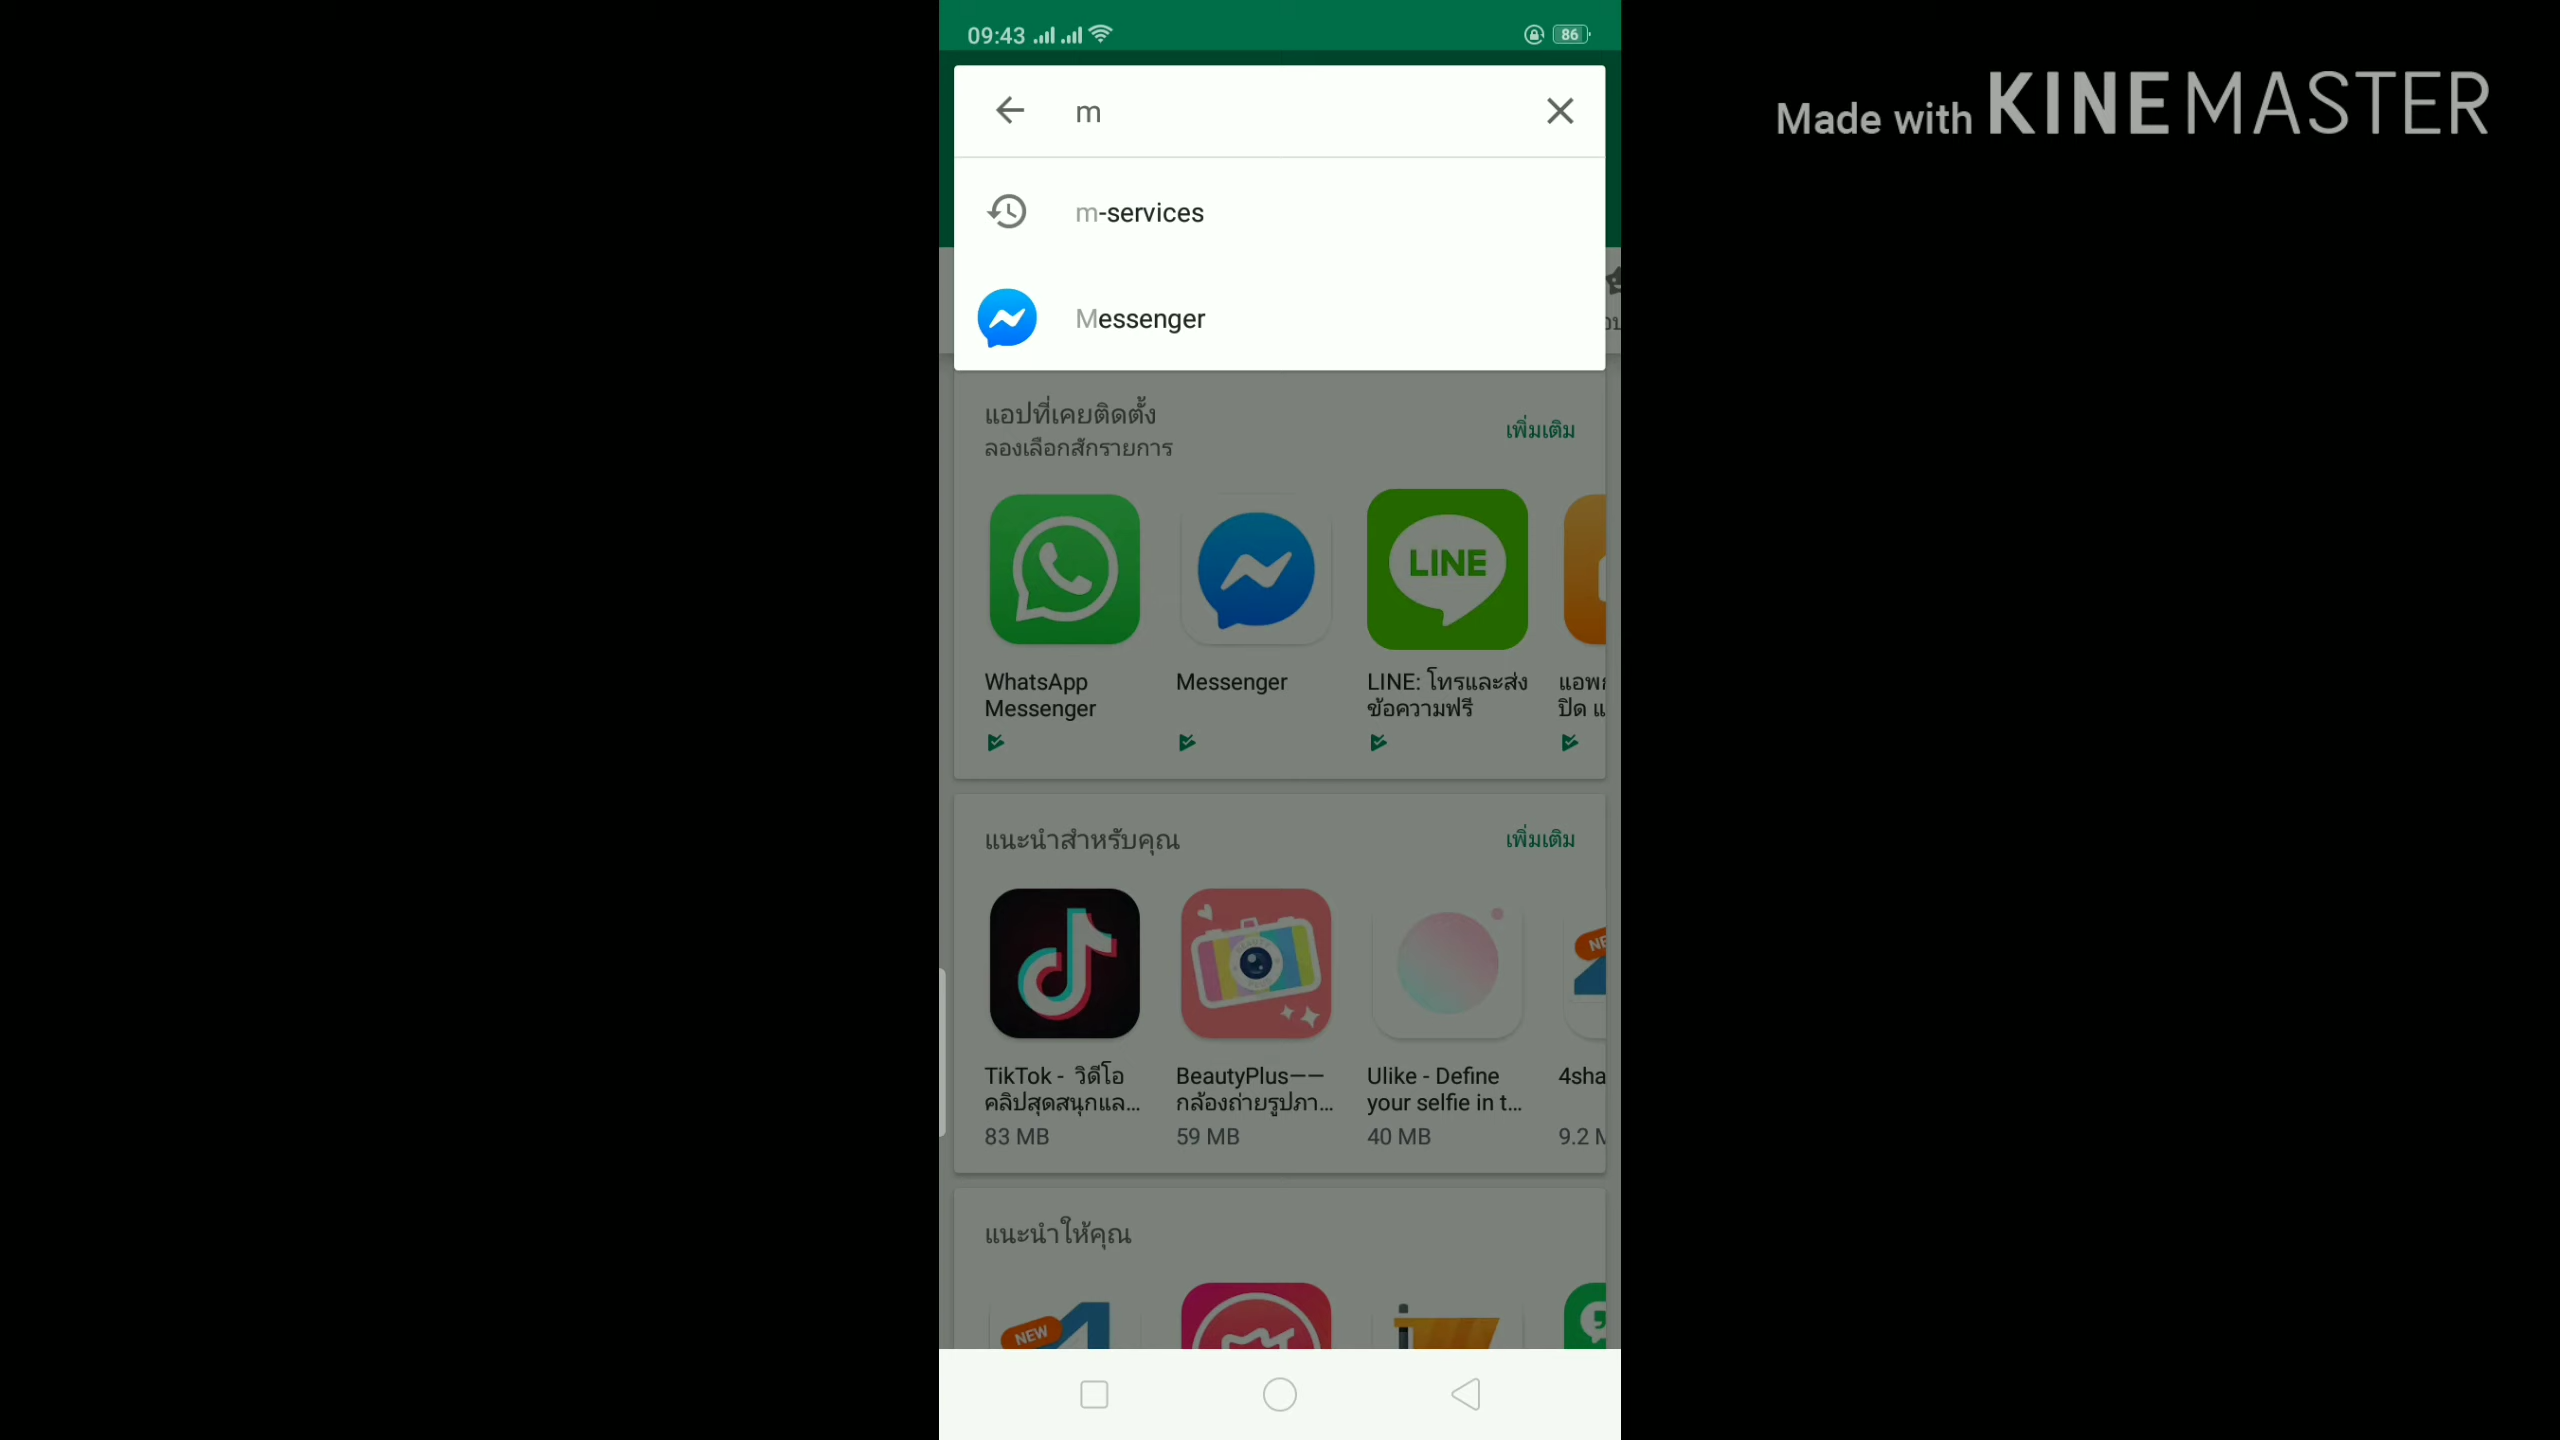 09:43
86
Made with KINEMASTER
m
m-services
Messenger
แอปที่เคยติดตั้ง
ลองเลือกสักรายการ
เพิ่มเติม
LINE
WhatsApp
Messenger
Messenger
LINE: โทรและส่ง
ข้อความฟรี
ปิด
แนะนำสำหรับคุณ
เพิ่มเติม
TikTok - วิดีโอ
คลิปสุดสนุกแล...
83 MB
BeautyPlus——
กล้องถ่ายรูปภา...
59 MB
Ulike - Define
your selfie in t...
40 MB
4sha
9.2
แนะนำให้คุณ
NEW